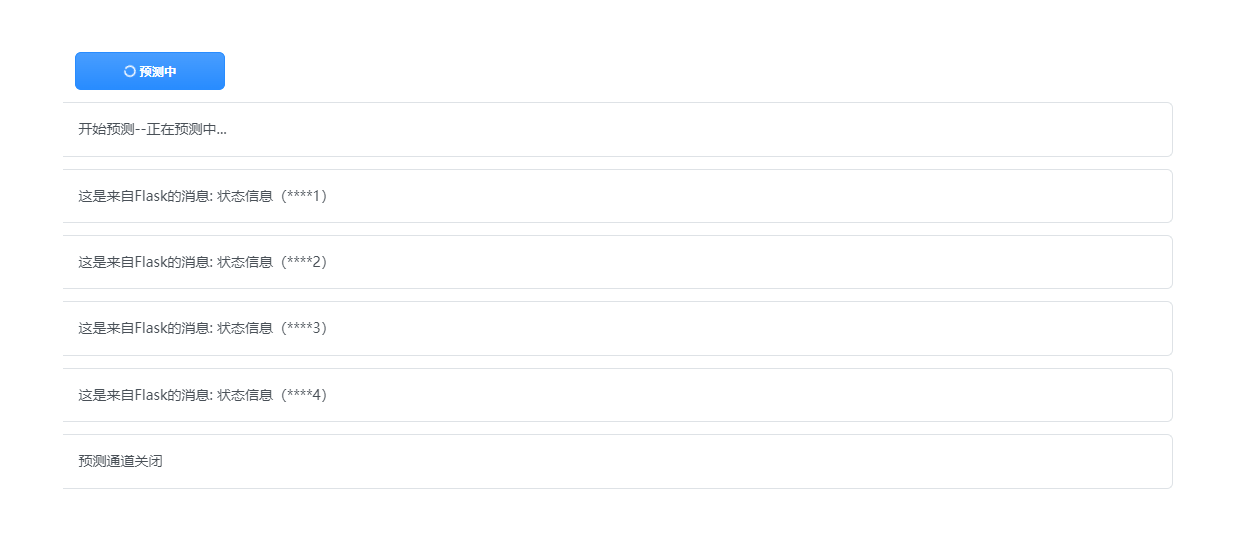 预测中
开始预测--正在预测中...
这是来自Flask的消息: 状态信息（****1）
这是来自Flask的消息: 状态信息（****2）
这是来自Flask的消息: 状态信息（****3）
这是来自Flask的消息: 状态信息（****4）
预测通道关闭